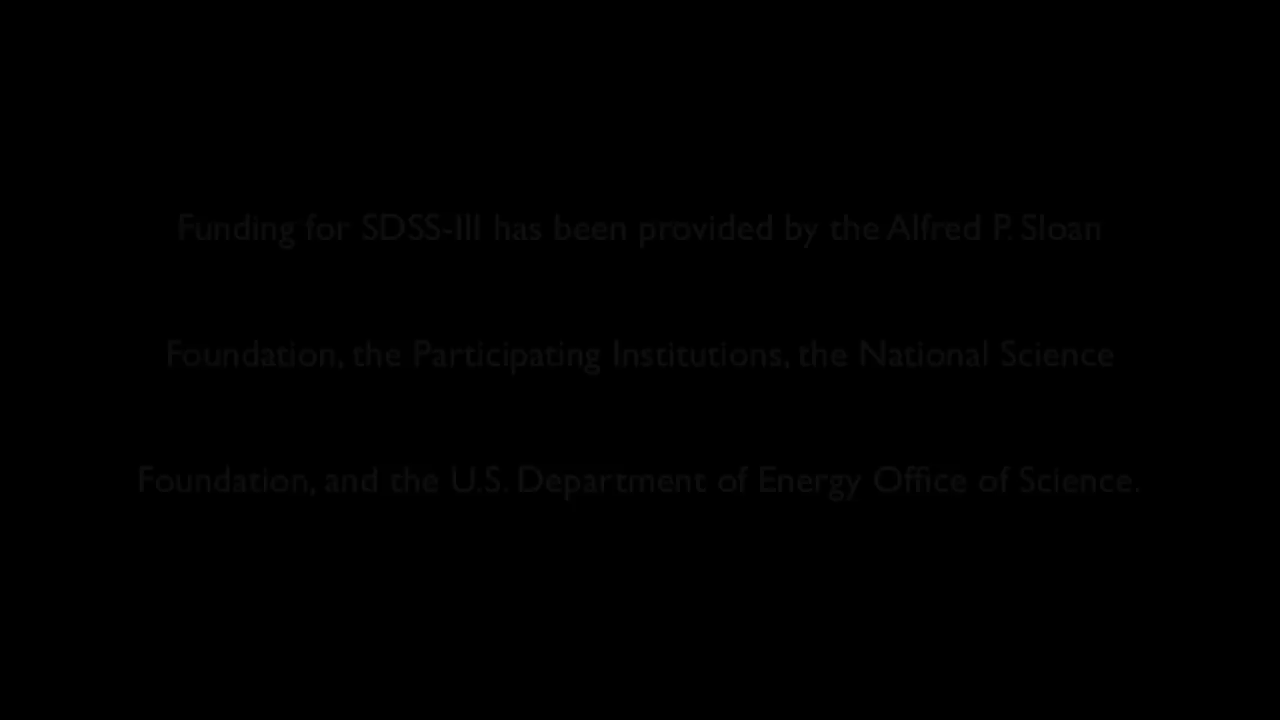 Funding for SDSS-III has been provided by the Alfred P. Sloan
Foundation, the Participating Institutions, the National Science
Foundation, and the U.S. Department of Energy Office of Science.